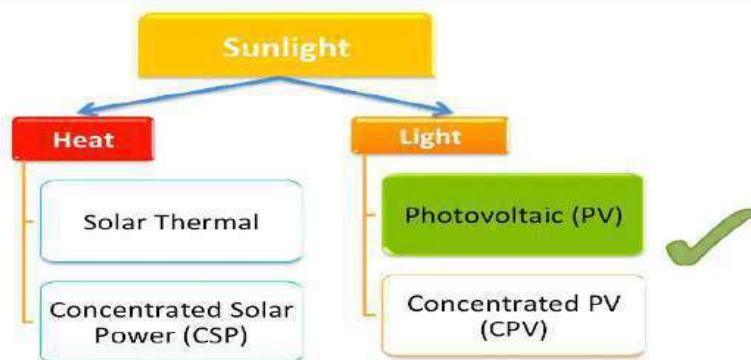 Sunlight
Heat
Light
Solar Thermal
Photovoltaic (PV)
Concentrated Solar
Power (CSP)
Concentrated PV
(CPV)